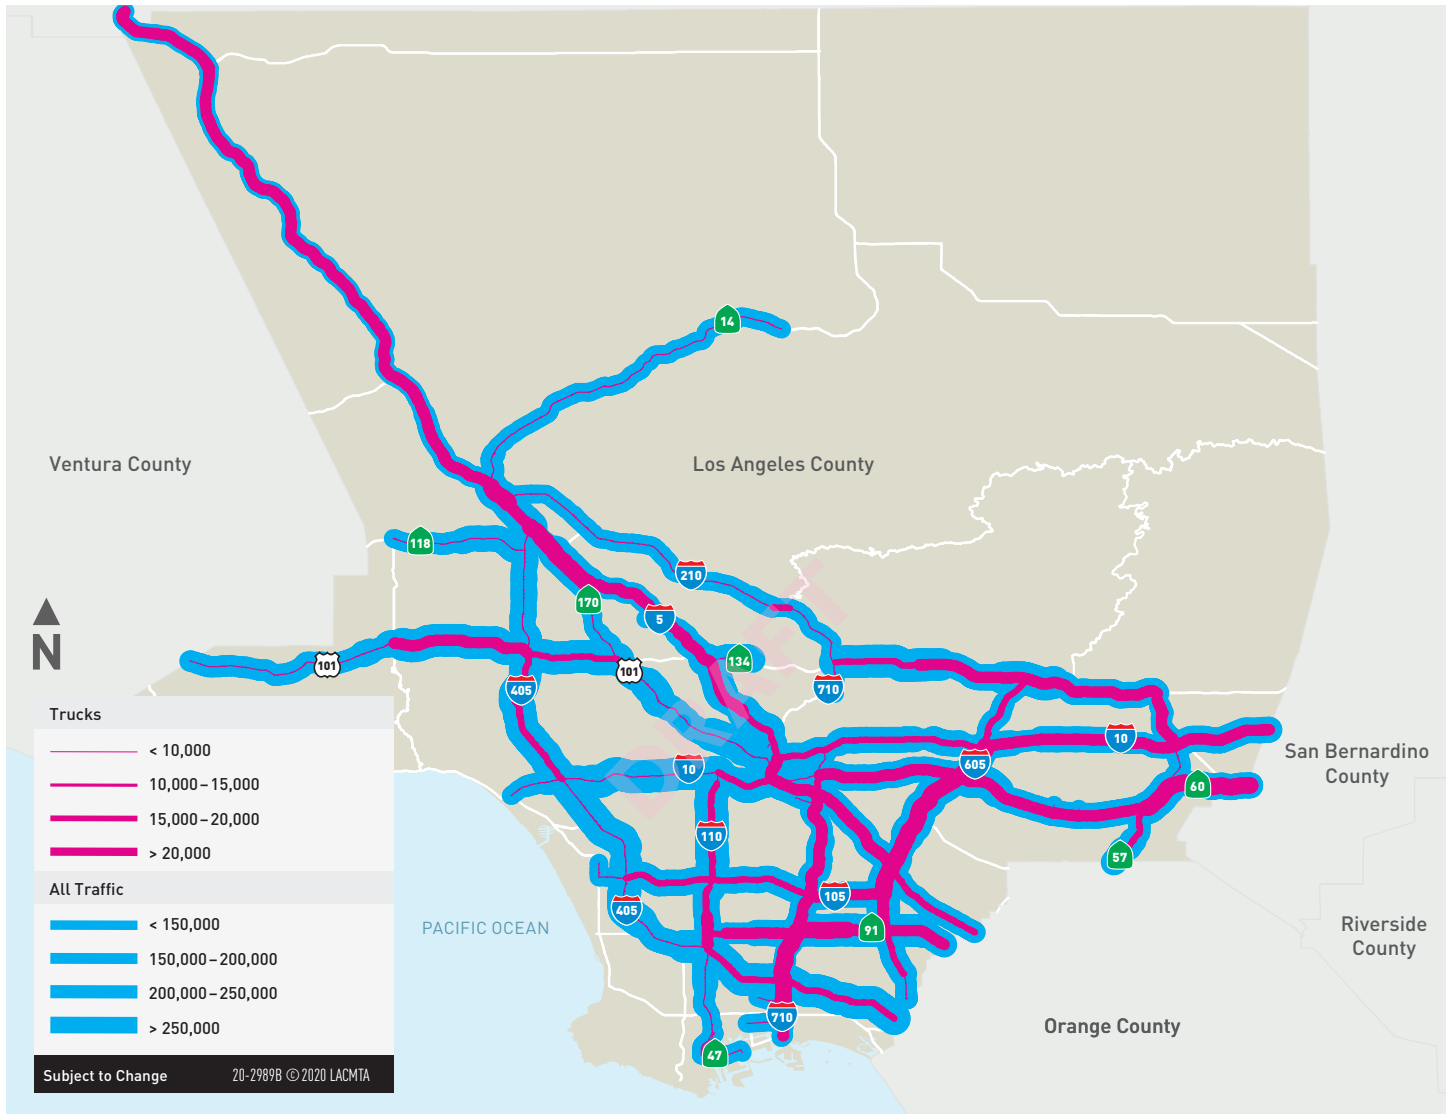 14
Ventura County
Los Angeles County
118
210
170
5
101
101
134
405
710
10
10
605
San Bernardino
County
60
110
57
105
405
91
PACIFIC OCEAN
Riverside
County
710
Orange County
47
DRAFT
N
Trucks
< 10,000
10,000–15,000
15,000–20,000
> 20,000
All Traffic
< 150,000
150,000–200,000
200,000–250,000
> 250,000
Subject to Change
20-2989B ©2020 LACMTA